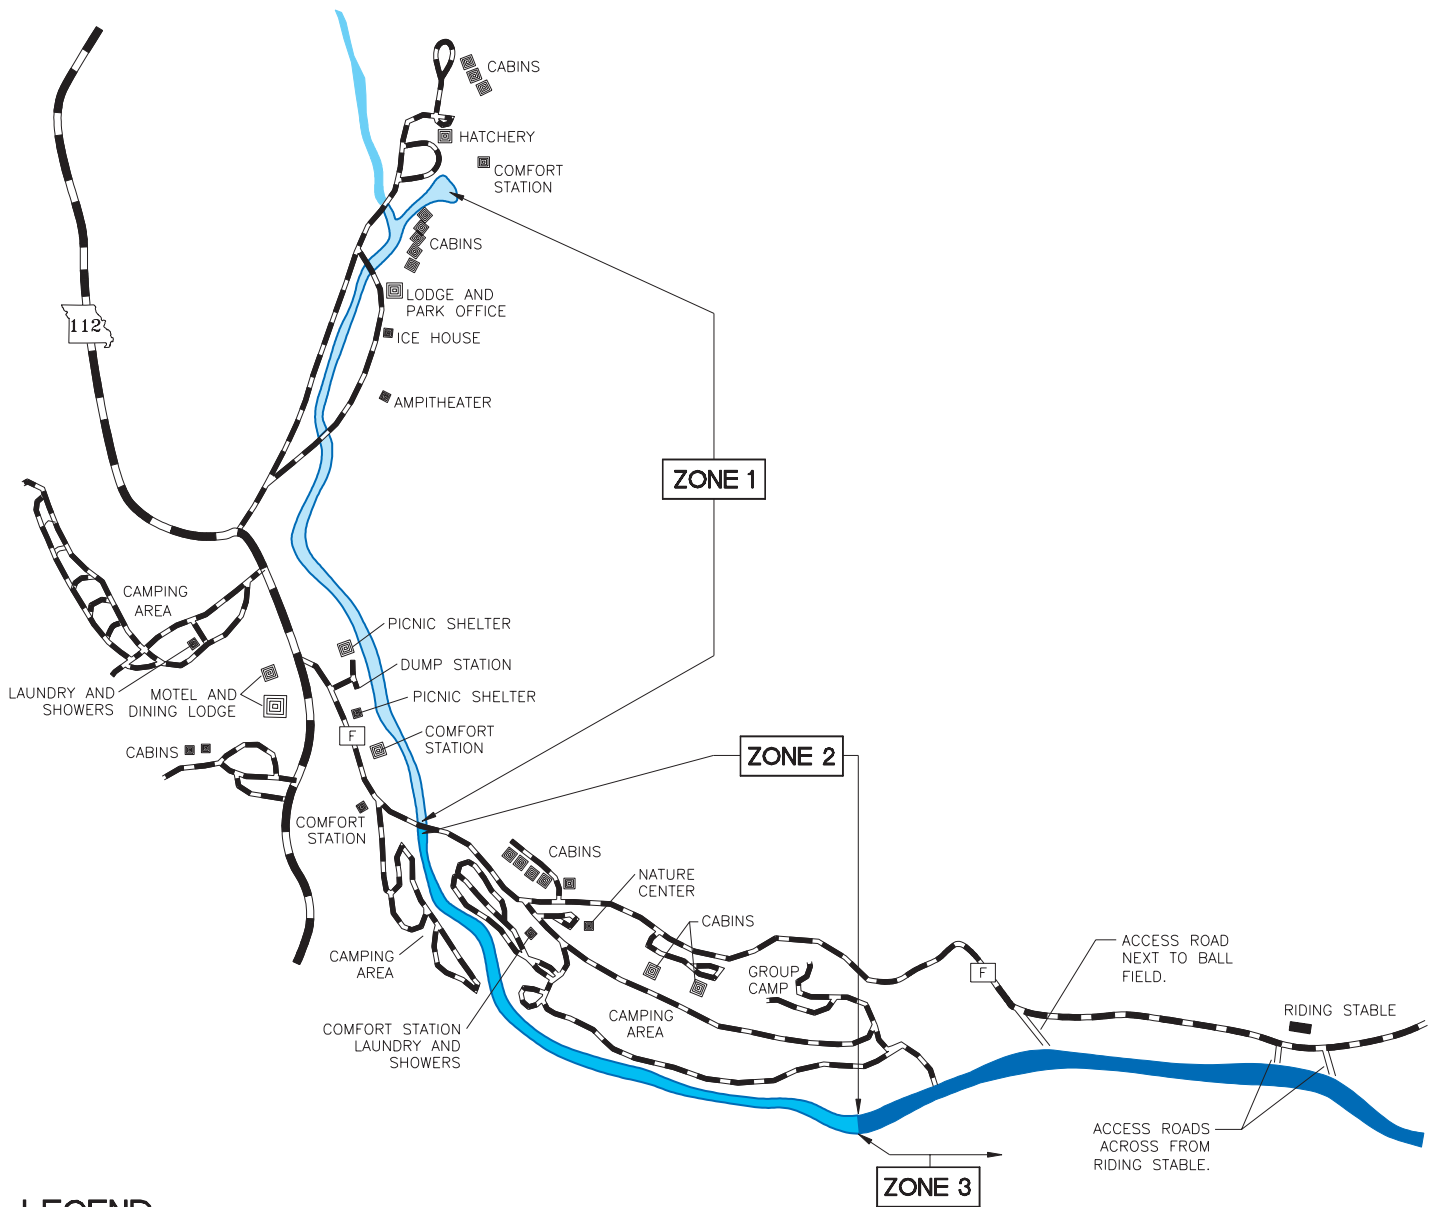 CABINS
HATCHERY
COMFORT
STATION
CABINS
LODGE AND
PARK OFFICE
112
ICE HOUSE
AMPITHEATER
ZONE 1
CAMPING
AREA
PICNIC SHELTER
DUMP STATION
LAUNDRY AND
SHOWERS
MOTEL AND
DINING LODGE
PICNIC SHELTER
F
COMFORT
STATION
CABINS
ZONE 2
COMFORT
STATION
CABINS
NATURE
CENTER
CABINS
CAMPING
AREA
GROUP
CAMP
F
ACCESS ROAD
NEXT TO BALL
FIELD.
RIDING STABLE
CAMPING
AREA
COMFORT STATION
LAUNDRY AND
SHOWERS
ACCESS ROADS
ACROSS FROM
RIDING STABLE.
ZONE 3
LEGEND